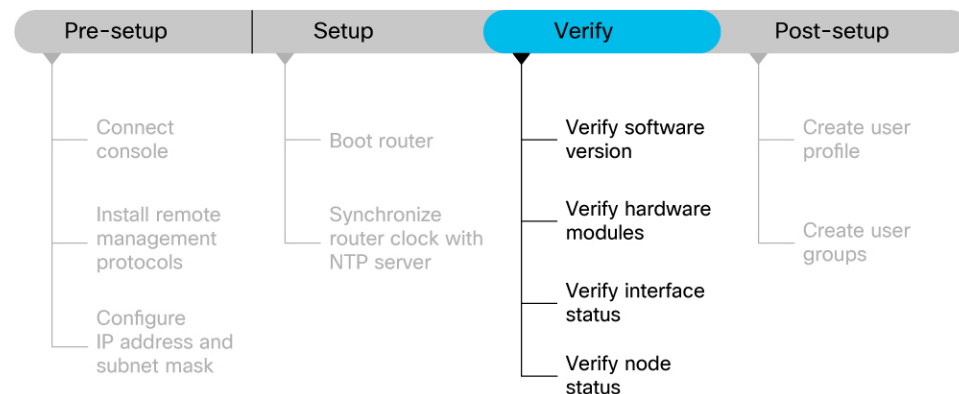 Pre-setup
Setup
Verify
Post-setup
Connect
console
Install remote
management
protocols
Configure
IP address and
subnet mask
Boot router
Synchronize
router clock with
NTP server
Verify software
version
Verify hardware
modules
Verify interface
status
Verify node
status
Create user
profile
Create user
groups